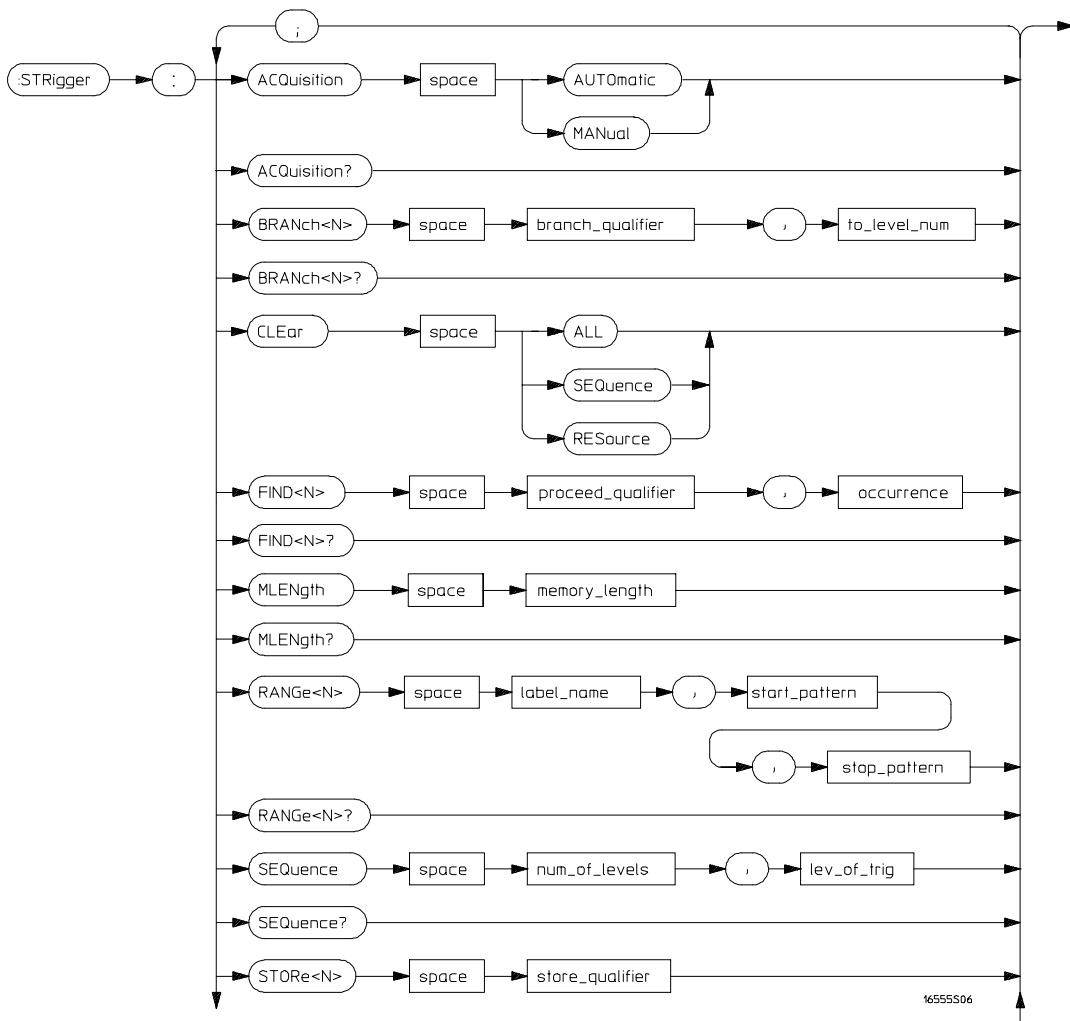 ;
:STRigger : ACQuisition space AUTOmatic
MANual
ACQuisition?
BRANch<N> space branch_qualifier , to_level_num
BRANch<N>?
CLEar space ALL
SEQuence
RESource
FIND<N> space proceed_qualifier , occurrence
FIND<N>?
MLENgth space memory_length
MLENgth?
RANGe<N> space label_name , start_pattern
, stop_pattern
RANGe<N>?
SEQuence space num_of_levels , lev_of_trig
SEQuence?
STORe<N> space store_qualifier
16555S06